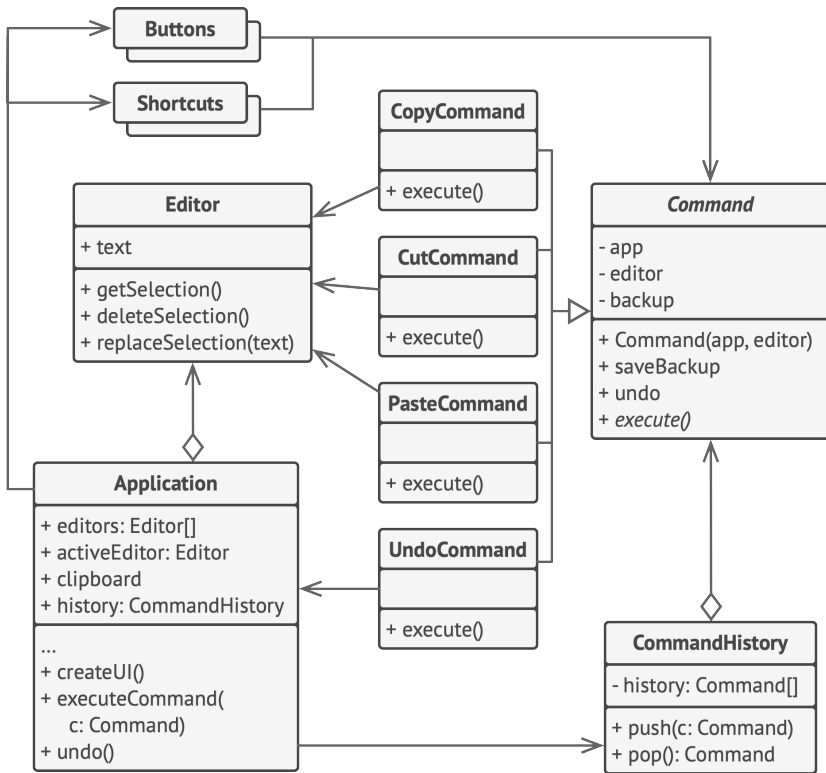 Buttons
Shortcuts
CopyCommand
+ execute()
Editor
+ text
+ getSelection()
+ deleteSelection()
+ replaceSelection(text)
CutCommand
+ execute()
Command
- app
- editor
- backup
+ Command(app, editor)
+ saveBackup
+ undo
+ execute()
PasteCommand
+ execute()
Application
+ editors: Editor[]
+ activeEditor: Editor
+ clipboard
+ history: CommandHistory
...
+ createUI()
+ executeCommand(
c: Command)
+ undo()
UndoCommand
+ execute()
CommandHistory
- history: Command[]
+ push(c: Command)
+ pop(): Command